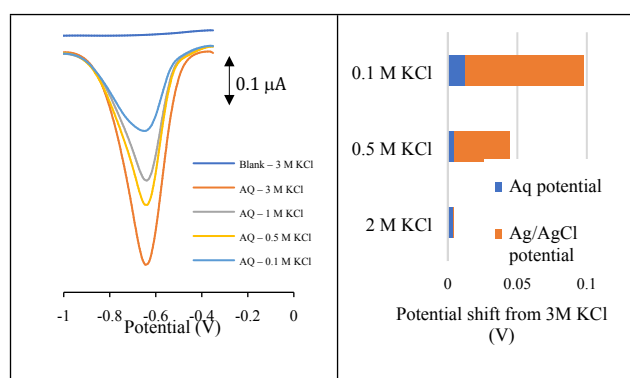 0.1 μA
Blank – 3 M KCl
AQ – 3 M KCl
AQ – 1 M KCl
AQ – 0.5 M KCl
AQ – 0.1 M KCl
-1 -0.8 -0.6 -0.4 -0.2 0
Potential (V)
0.1 M KCl
0.5 M KCl
2 M KCl
Aq potential
Ag/AgCl
potential
0 0.05 0.1
Potential shift from 3M KCl
(V)